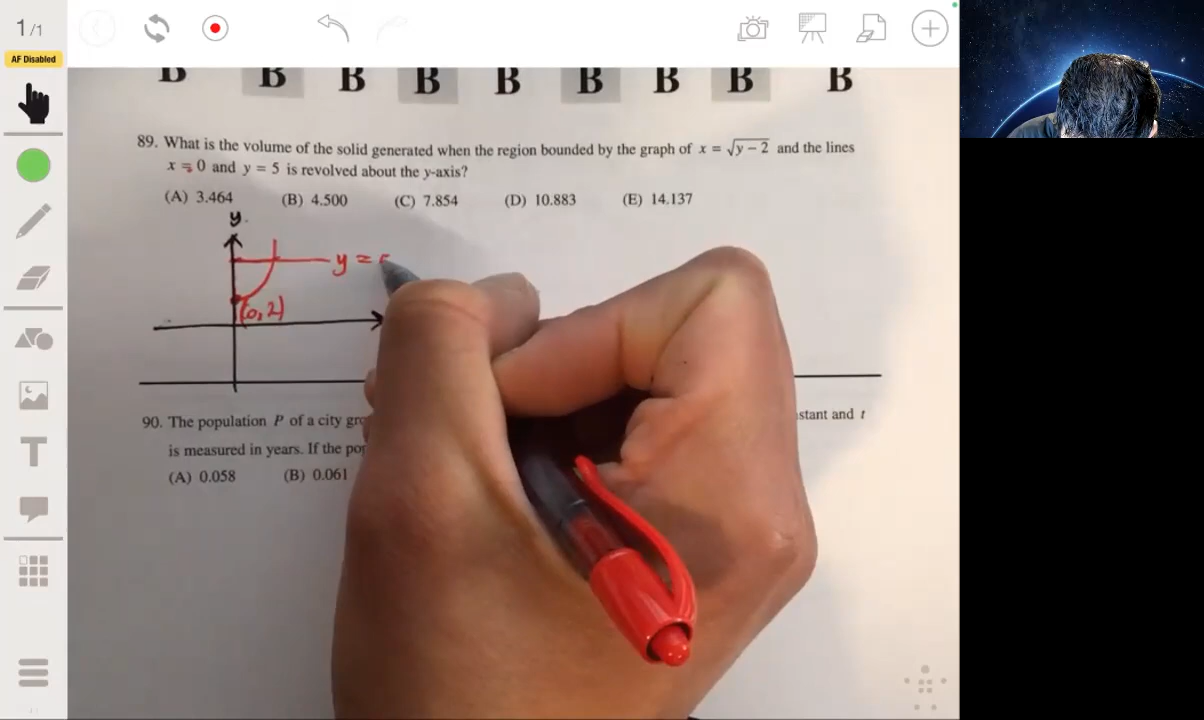 1/1
AF Disabled
B B B B B B B B B
89. What is the volume of the solid generated when the region bounded by the graph of x = √y − 2 and the lines
x = 0 and y = 5 is revolved about the y-axis?
(A) 3.464 (B) 4.500 (C) 7.854 (D) 10.883 (E) 14.137
y
y =
(0,2)
90. The population P of a city
stant and t
is measured in years. If the
(A) 0.058 (B) 0.061
T